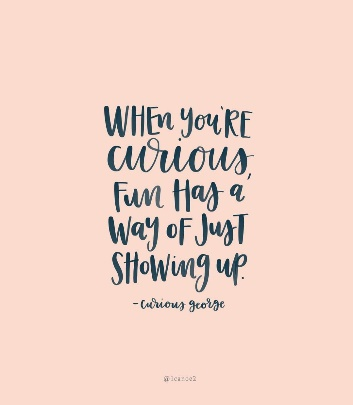 WHEN YOU'RE
curious,
FUN HAS a
WAY OF JUST
SHOWING UP.
- curious george